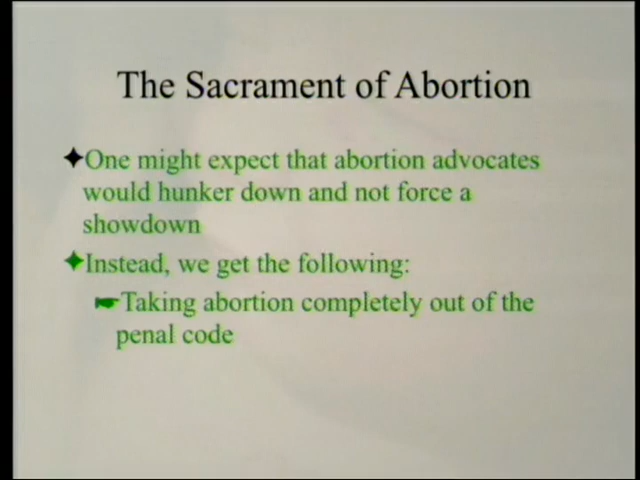 The Sacrament of Abortion
One might expect that abortion advocates
would hunker down and not force a
showdown
Instead, we get the following:
Taking abortion completely out of the
penal code